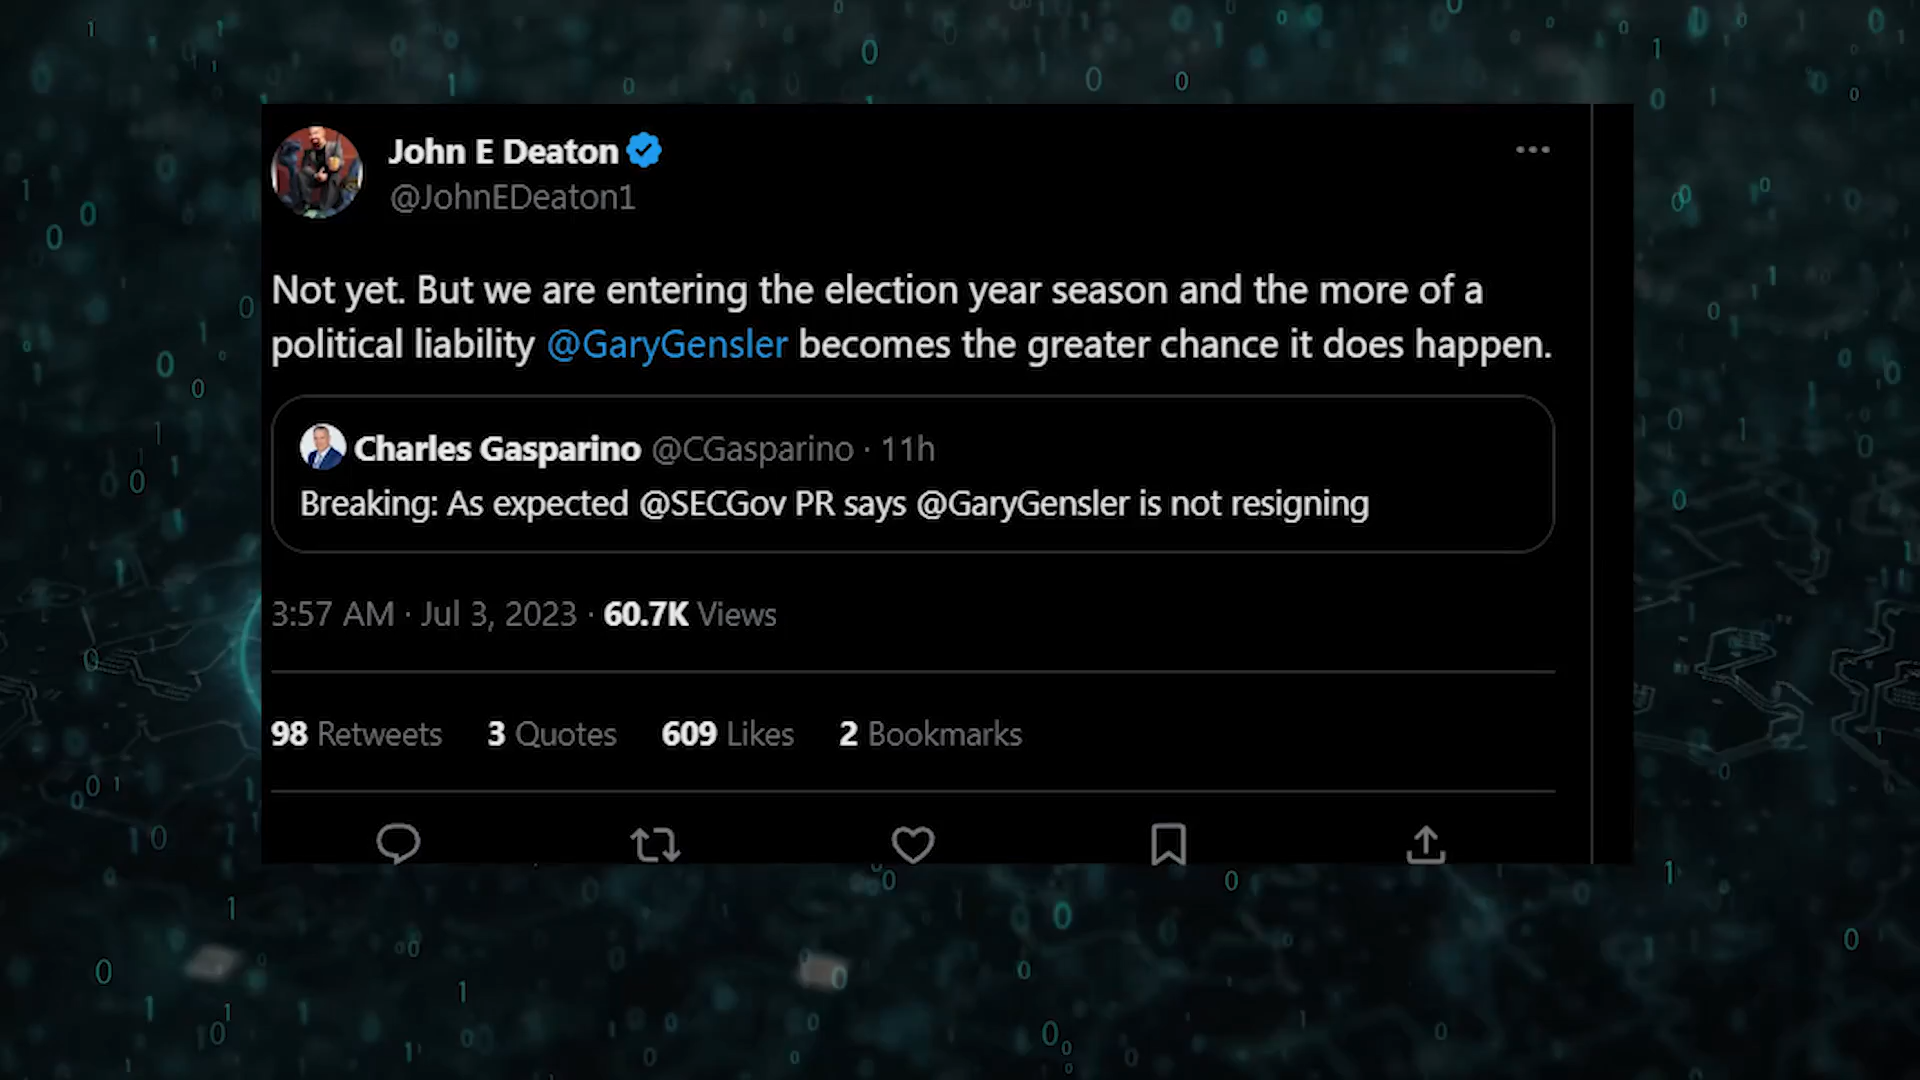 John E Deaton
@JohnEDeaton1
Not yet. But we are entering the election year season and the more of a
political liability @GaryGensler becomes the greater chance it does happen.
Charles Gasparino @CGasparino · 11h
Breaking: As expected @SECGov PR says @GaryGensler is not resigning
3:57 AM · Jul 3, 2023 · 60.7K Views
98 Retweets 3 Quotes 609 Likes 2 Bookmarks